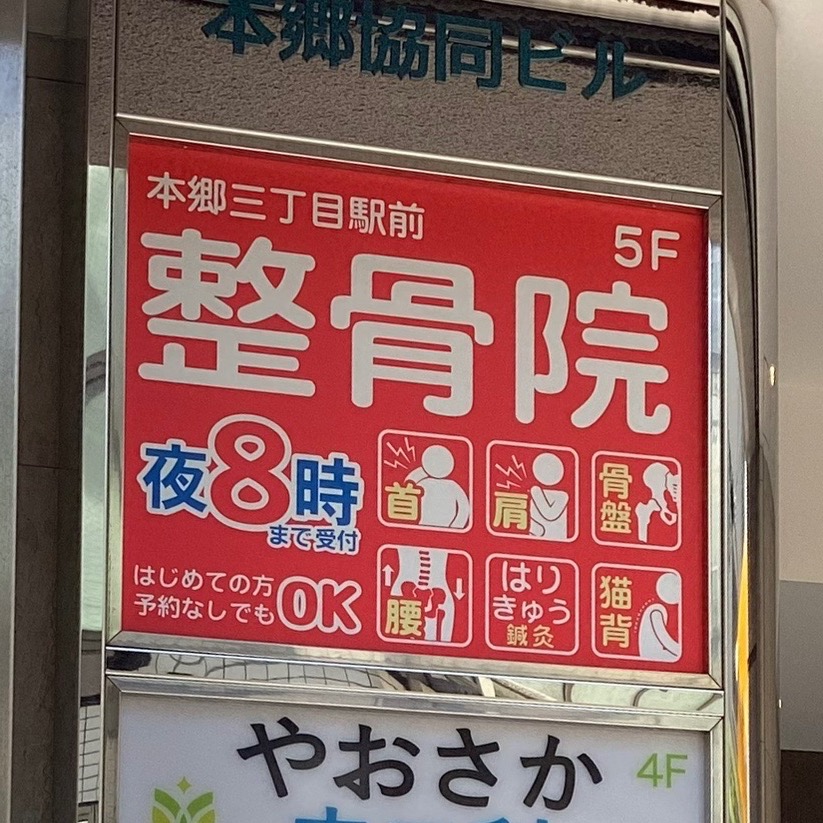 本郷協同ビル
本郷三丁目駅前
5F
整骨院
夜8時
まで受付
はじめての方
予約なしでも
OK
首
肩
骨盤
腰
はり
きゅう
鍼灸
猫背
やおさか
4F